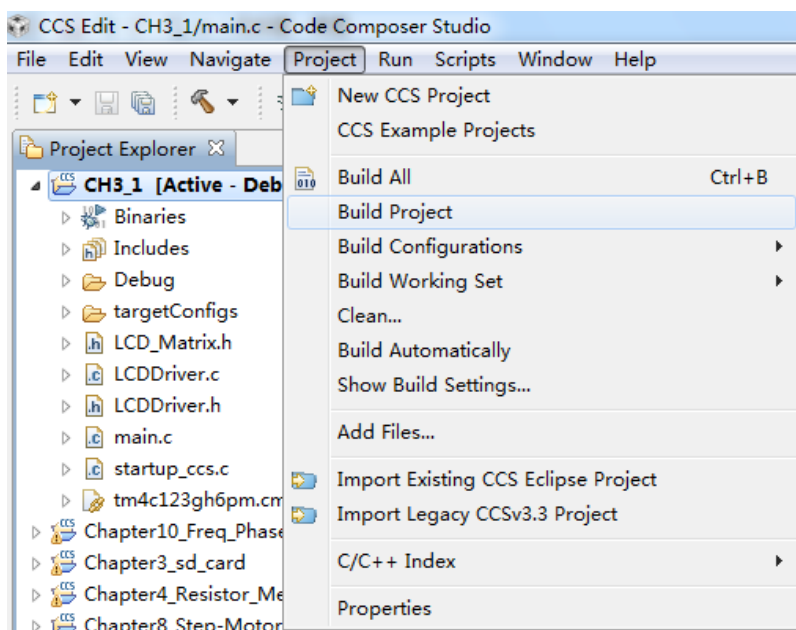 CCS Edit - CH3_1/main.c - Code Composer Studio
File Edit View Navigate Project Run Scripts Window Help
New CCS Project
CCS Example Projects
Build All Ctrl+B
Build Project
Build Configurations
Build Working Set
Clean...
Build Automatically
Show Build Settings...
Add Files...
Import Existing CCS Eclipse Project
Import Legacy CCSv3.3 Project
C/C++ Index
Properties
Project Explorer
CH3_1 [Active - Deb
Binaries
Includes
Debug
targetConfigs
LCD_Matrix.h
LCDDriver.c
LCDDriver.h
main.c
startup_ccs.c
tm4c123gh6pm.cm
Chapter10_Freq_Phase
Chapter3_sd_card
Chapter4_Resistor_Me
Chapter8_Step-Motor